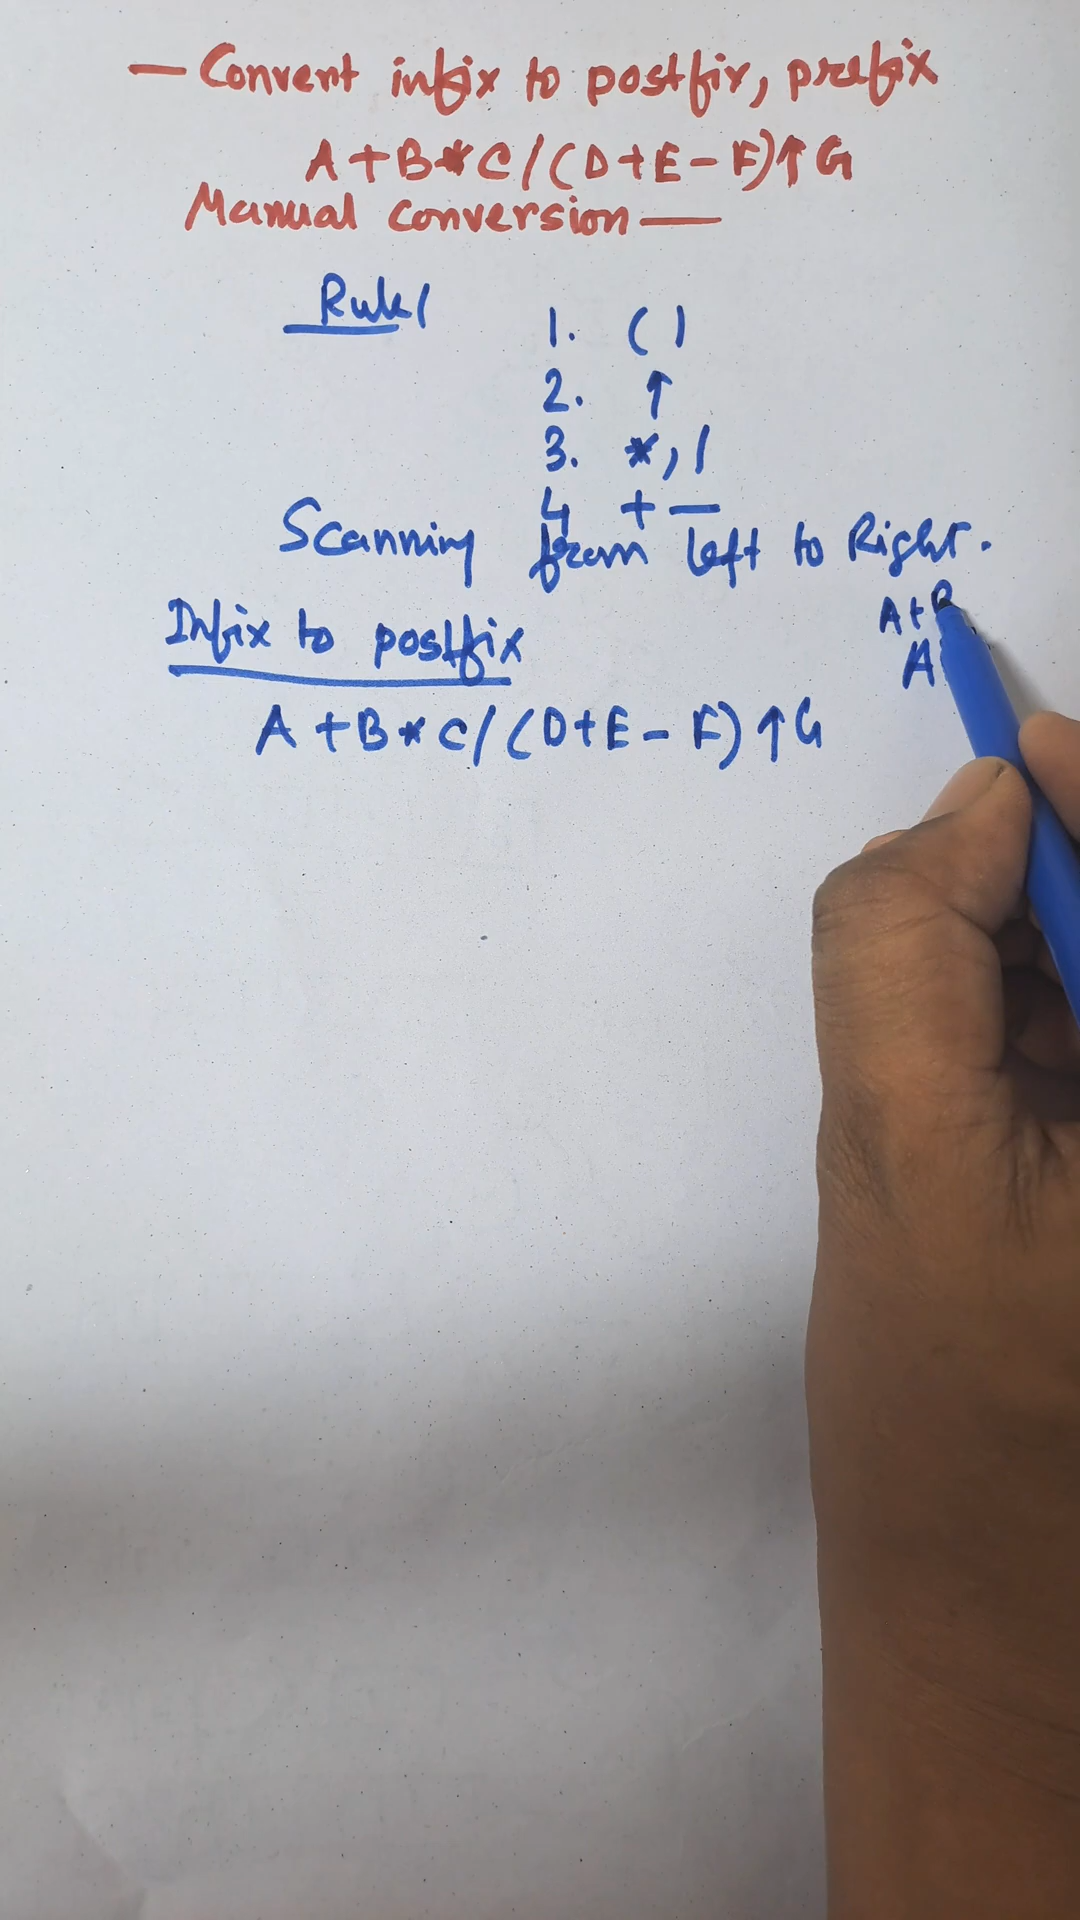 — Convert infix to postfix, prefix
A+B*C/(D+E-F)↑G
Manual conversion —
Rules
1. ( )
2. ↑
3. *, /
4 + —
Scanning from left to Right.
A+B
A
Infix to postfix
A+B*C/(D+E-F)↑G